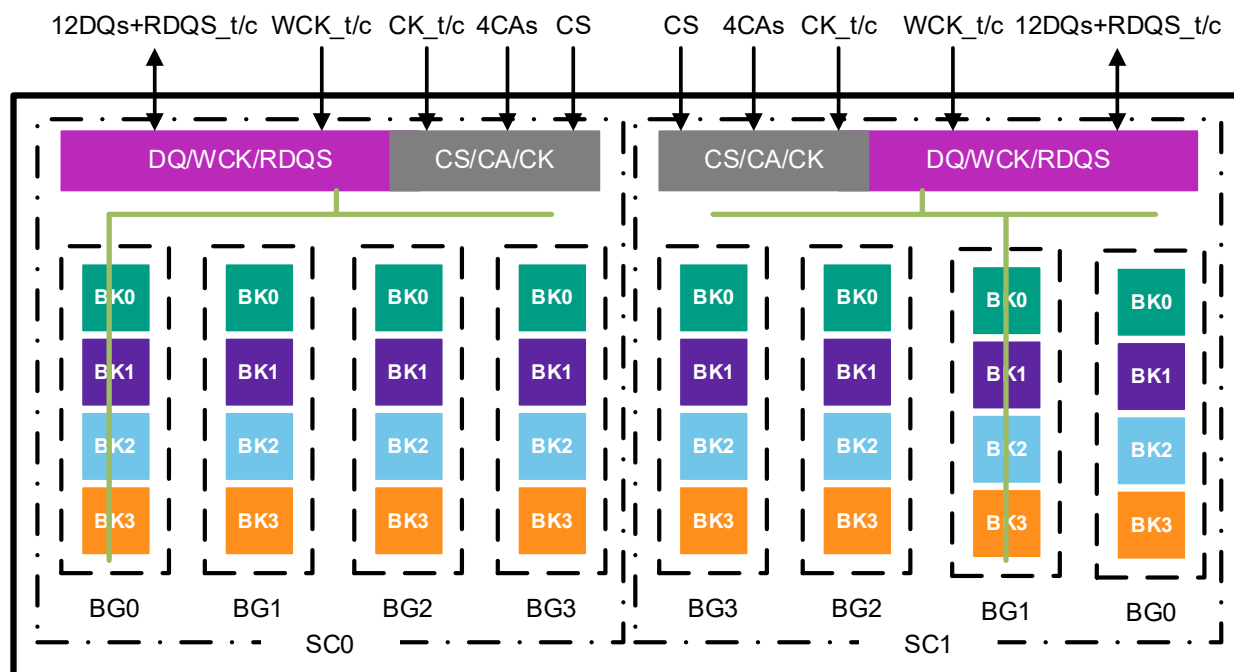 12DQs+RDQS_t/c WCK_t/c CK_t/c 4CAs CS CS 4CAs CK_t/c WCK_t/c 12DQs+RDQS_t/c
DQ/WCK/RDQS CS/CA/CK CS/CA/CK DQ/WCK/RDQS
BK0 BK0 BK0 BK0 BK0 BK0 BK0 BK0
BK1 BK1 BK1 BK1 BK1 BK1 BK1 BK1
BK2 BK2 BK2 BK2 BK2 BK2 BK2 BK2
BK3 BK3 BK3 BK3 BK3 BK3 BK3 BK3
BG0 BG1 BG2 BG3 BG3 BG2 BG1 BG0
SC0 SC1